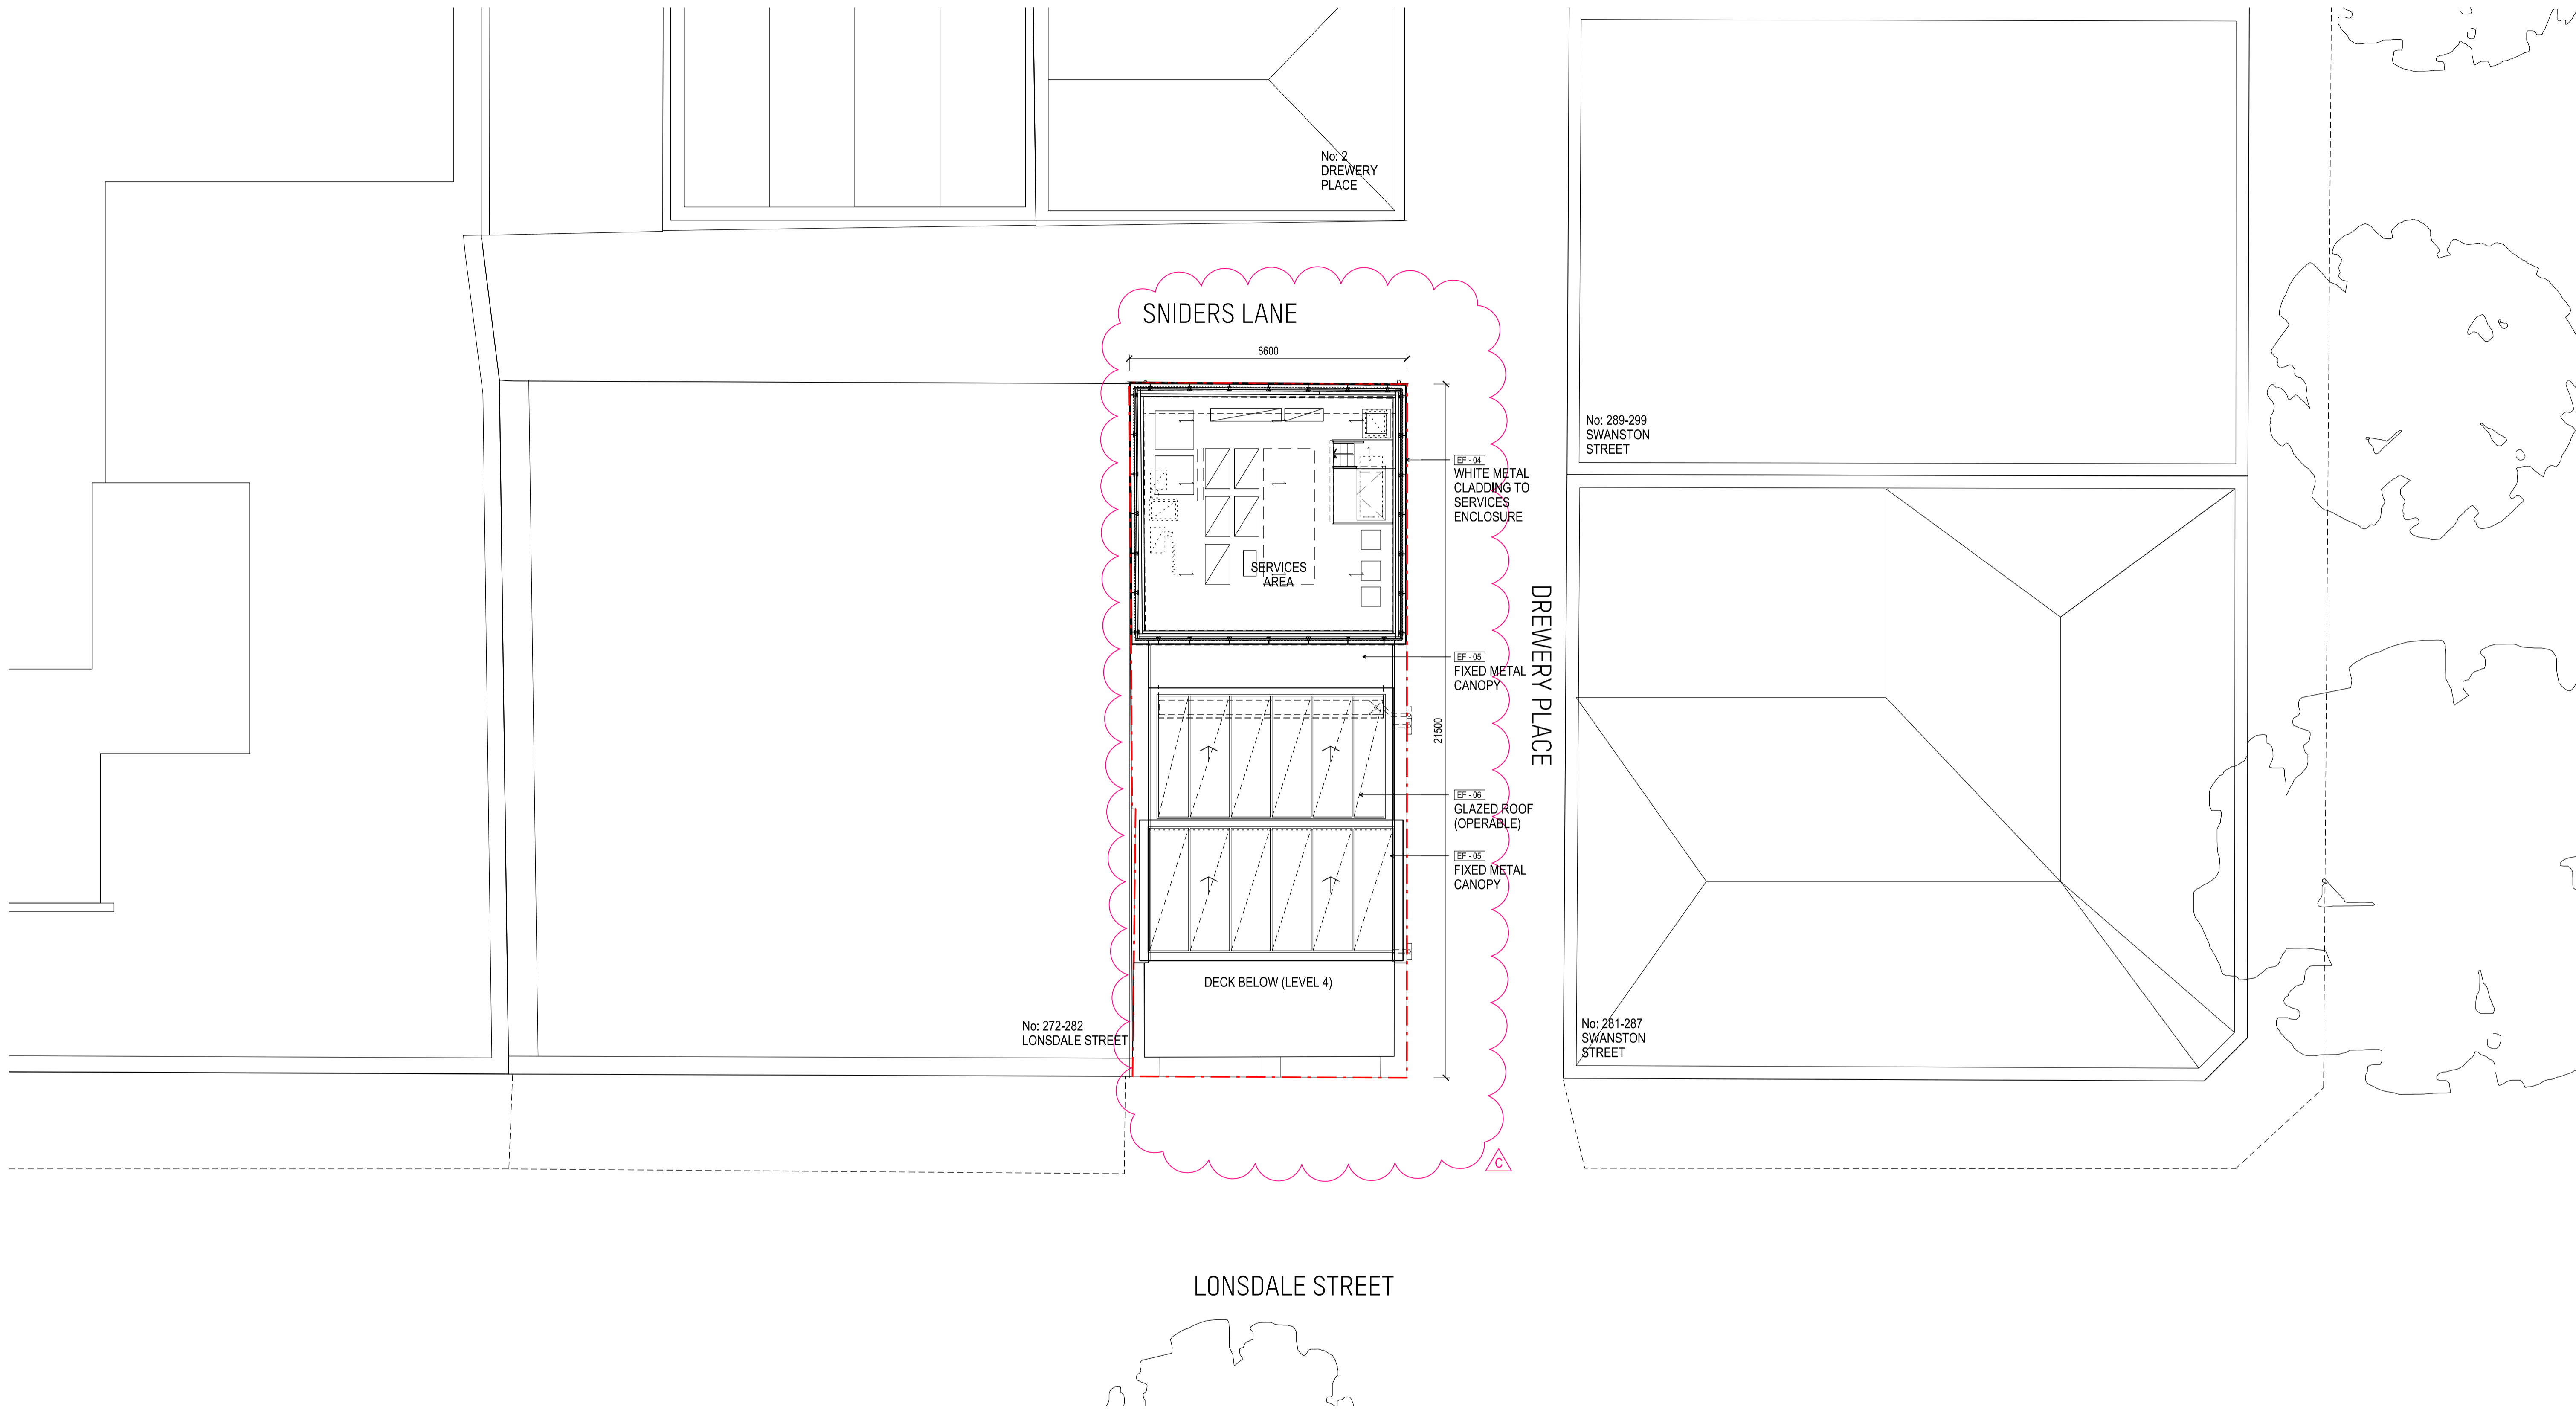 No: 2
DREWERY
PLACE
SNIDERS LANE
8600
No: 289-299
SWANSTON
STREET
EF - 04
WHITE METAL
CLADDING TO
SERVICES
ENCLOSURE
SERVICES
AREA
DREWERY PLACE
EF - 05
FIXED METAL
CANOPY
21500
EF - 06
GLAZED ROOF
(OPERABLE)
EF - 05
FIXED METAL
CANOPY
DECK BELOW (LEVEL 4)
No: 272-282
LONSDALE STREET
No: 281-287
SWANSTON
STREET
C
LONSDALE STREET